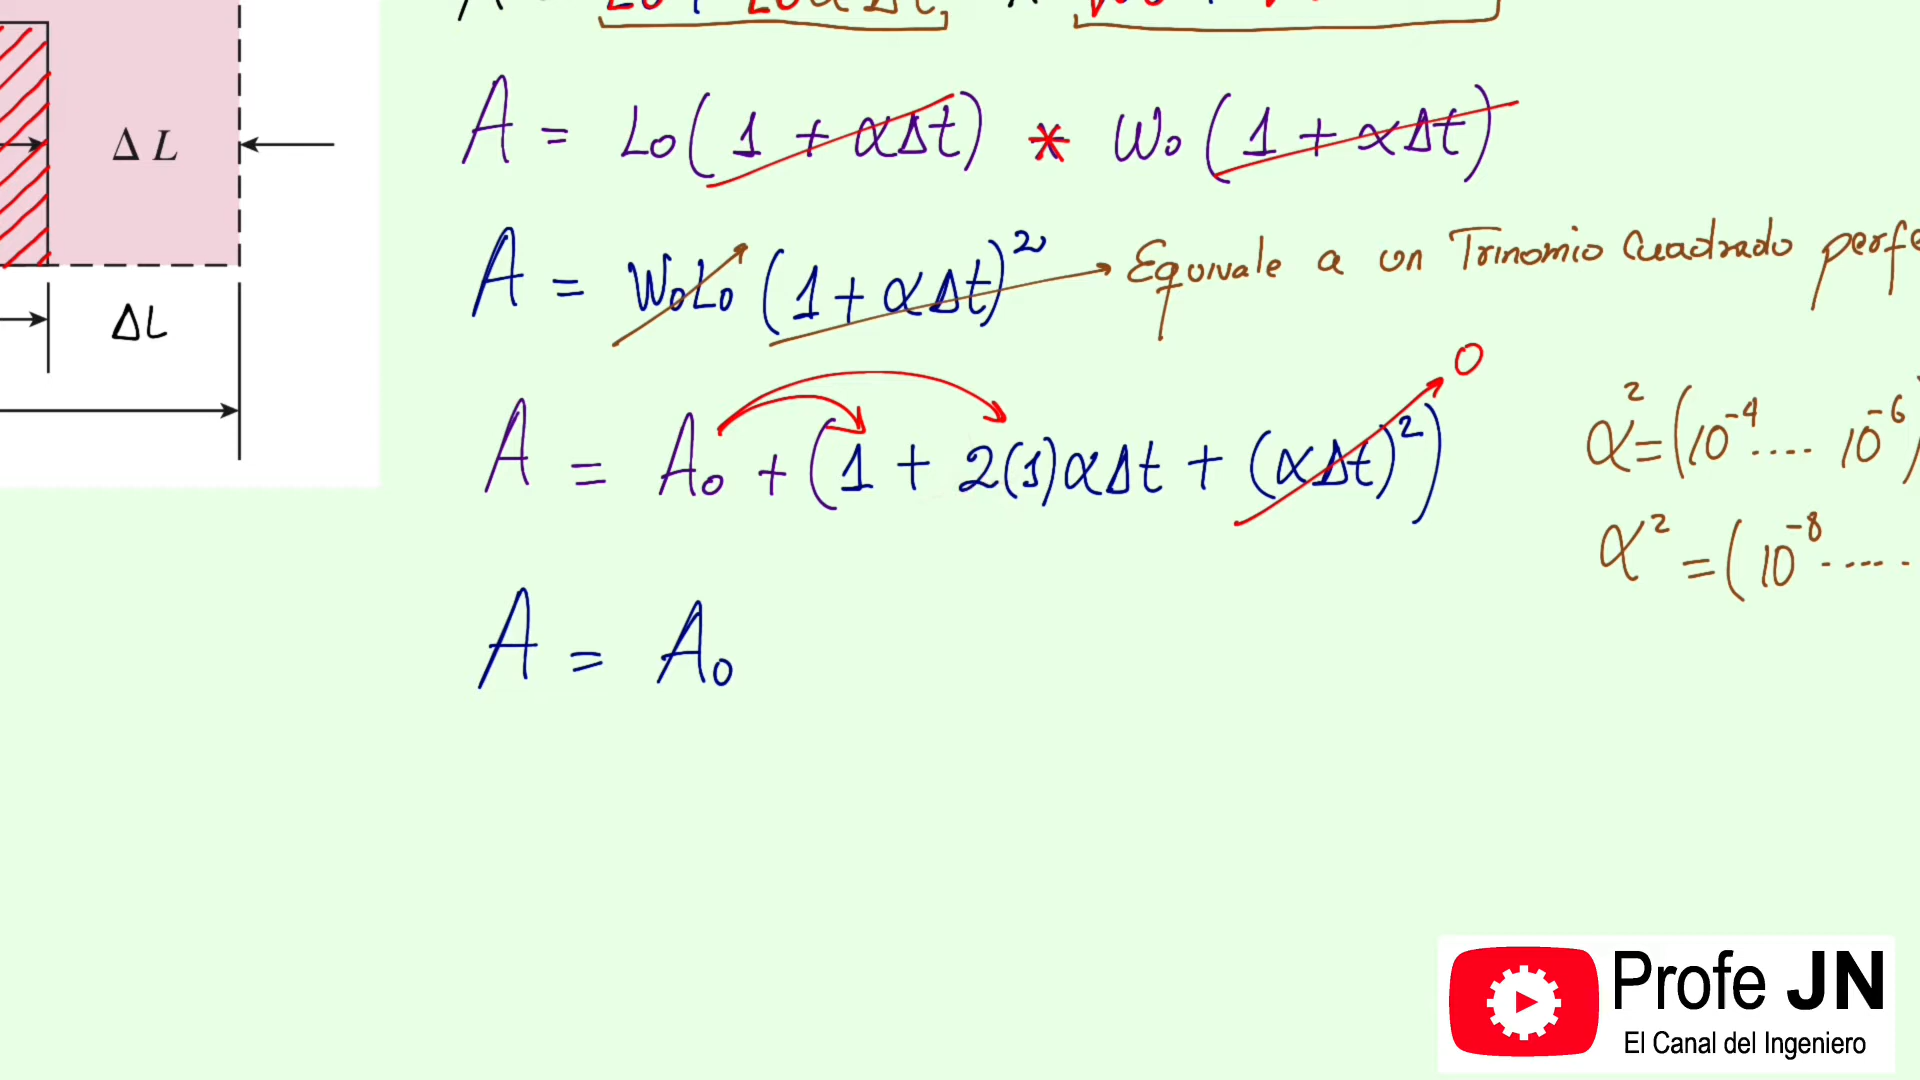 A = Lo(1 + αΔt) * Wo(1 + αΔt)
ΔL
A = WoLo(1 + αΔt)² → Equivale a un Trinomio Cuadrado
ΔL
0
A = Ao + (1 + 2(1)αΔt + (αΔt)²)
α² = (10⁻⁴ .... 10⁻⁶)
α² = (10⁻⁸ .....
A = Ao
Profe JN
El Canal del Ingeniero